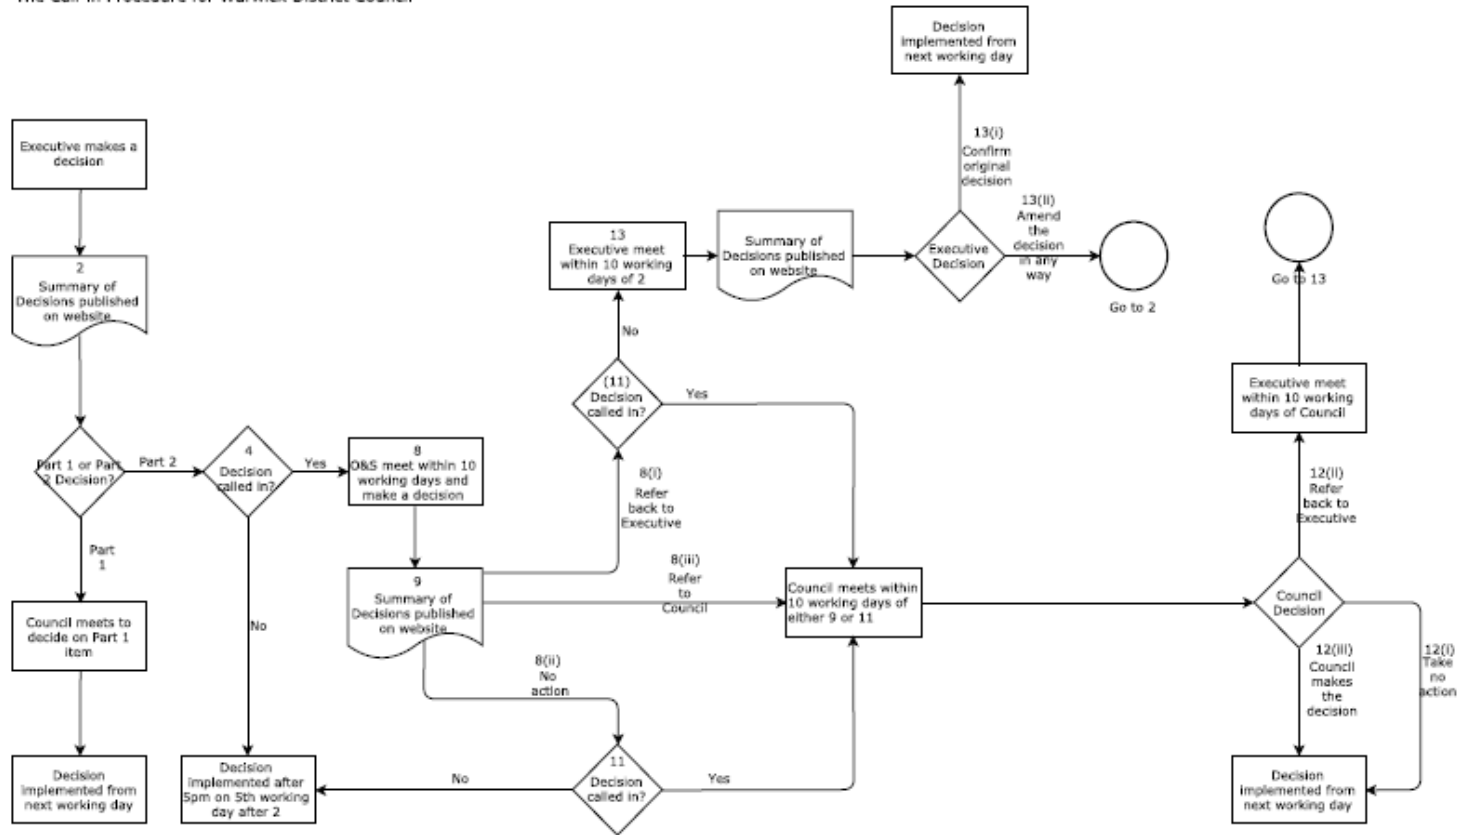 The Call-in Procedure for Warwick District Council
Decision
implemented from
next working day
13(i)
Confirm
original
decision
Executive makes a
decision
2
Summary of
Decisions published
on website
13
Executive meet
within 10 working
days of 2
Summary of
Decisions published
on website
Executive
Decision
13(ii)
Amend
the
decision
in any
way
Go to 2
Go to 13
No
(11)
Decision
called in?
Yes
Executive meet
within 10 working
days of Council
Part 1 or Part
2 Decision?
Part 2
4
Decision
called in?
Yes
8
O&S meet within 10
working days and
make a decision
8(i)
Refer
back to
Executive
12(ii)
Refer
back to
Executive
Part
1
No
9
Summary of
Decisions published
on website
8(iii)
Refer
to
Council
Council meets within
10 working days of
either 9 or 11
Council
Decision
Council meets to
decide on Part 1
item
8(ii)
No
action
12(iii)
Council
makes
the
decision
12(i)
Take
no
action
Decision
implemented from
next working day
Decision
implemented after
5pm on 5th working
day after 2
No
11
Decision
called in?
Yes
Decision
implemented from
next working day